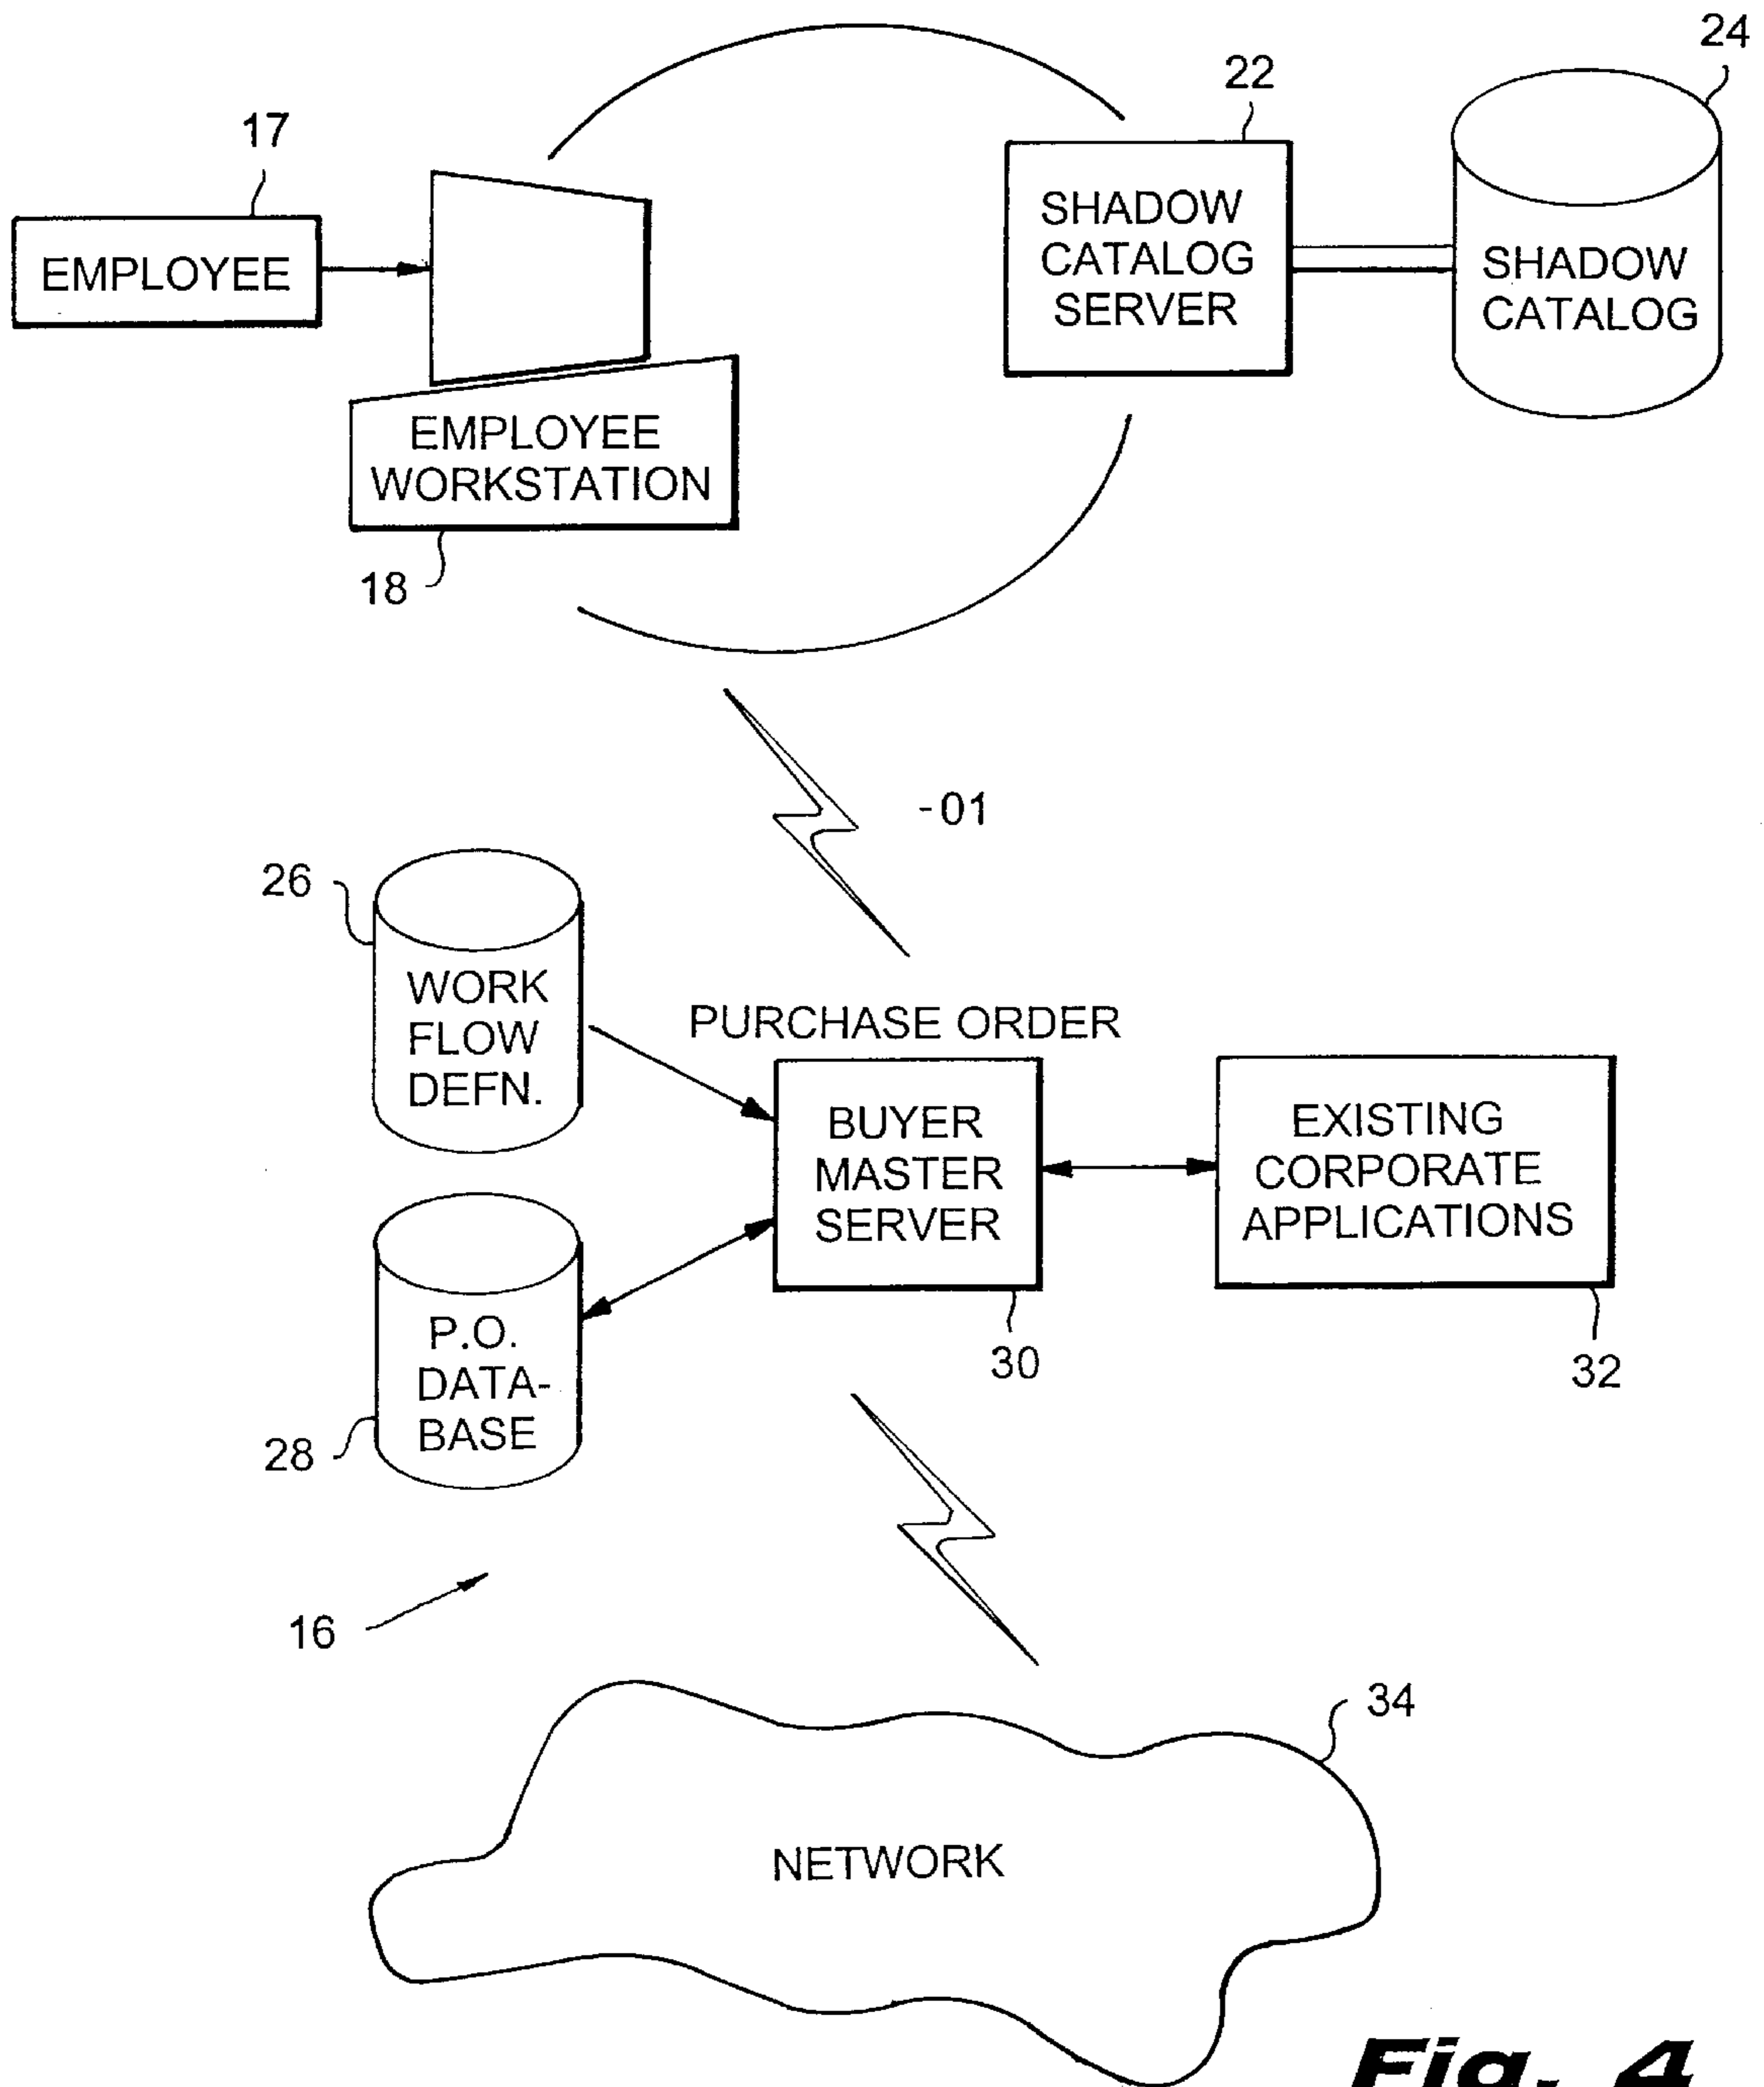 24
22
17
SHADOW
CATALOG
SERVER
SHADOW
CATALOG
EMPLOYEE
EMPLOYEE
WORKSTATION
18
-01
26
WORK
FLOW
DEFN.
PURCHASE ORDER
BUYER
MASTER
SERVER
EXISTING
CORPORATE
APPLICATIONS
P.O.
DATA-
BASE
30
32
28
16
34
NETWORK
Fig. 4